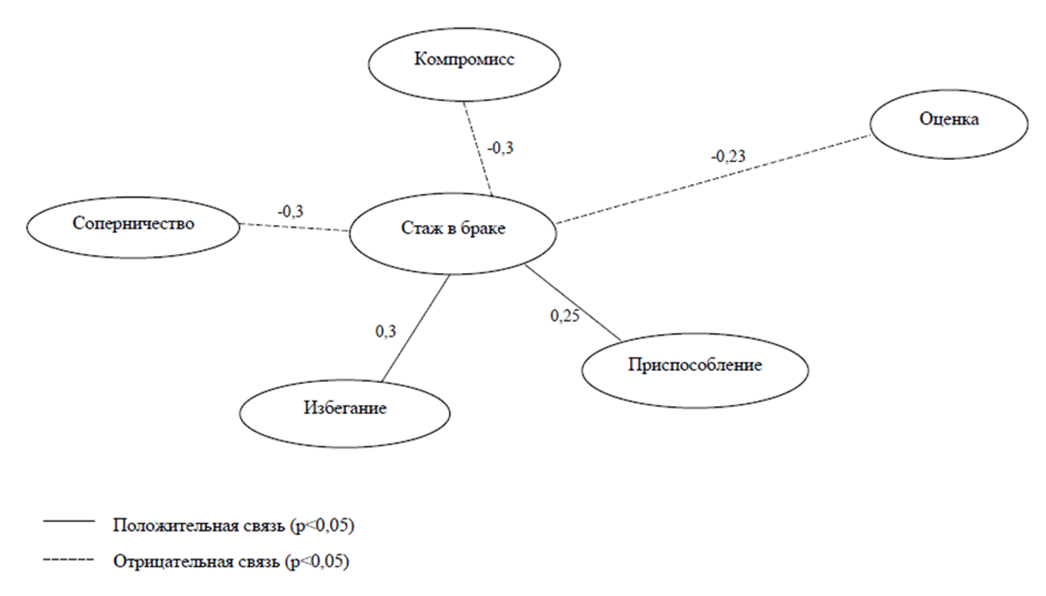 Компромисс
Оценка
-0,3
-0,23
Соперничество
-0,3
Стаж в браке
0,3
0,25
Приспособление
Избегание
Положительная связь (p<0,05)
Отрицательная связь (p<0,05)